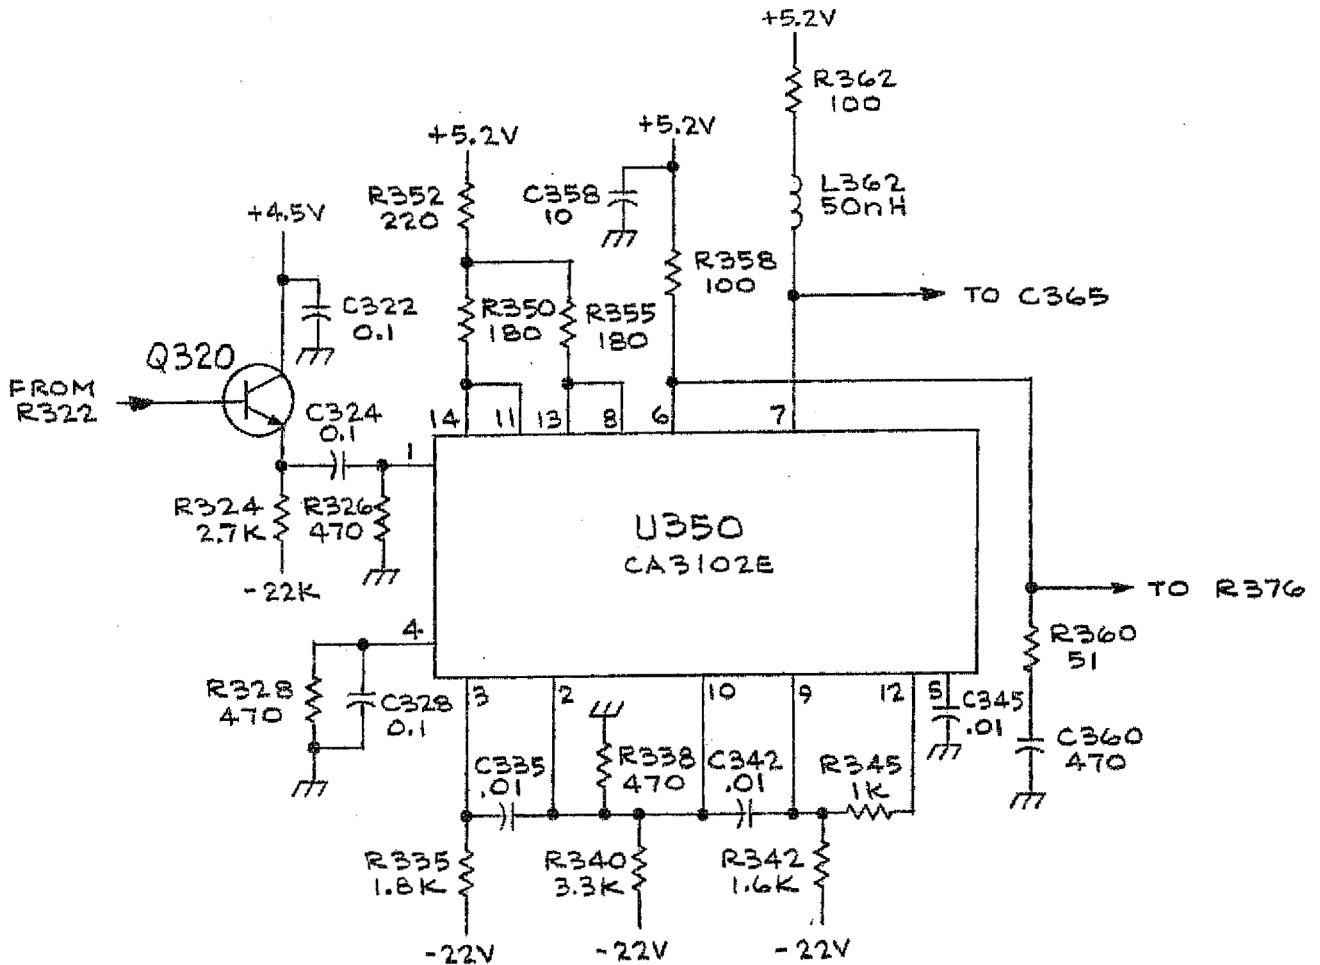 +5.2V
R362
100
+5.2V
+5.2V
R352
220
C358
10
L362
50nH
+4.5V
R358
100
C322
0.1
R350
180
R355
180
TO C365
Q320
FROM
R322
C324
0.1
14
11
13
8
6
7
1
R324
2.7K
R326
470
U350
CA3102E
-22K
TO R376
4
R360
51
R328
470
C328
0.1
3
2
10
9
12
5
C345
.01
C335
.01
R338
470
C342
.01
R345
1K
C360
470
R335
1.8K
R340
3.3K
R342
1.6K
-22V
-22V
-22V